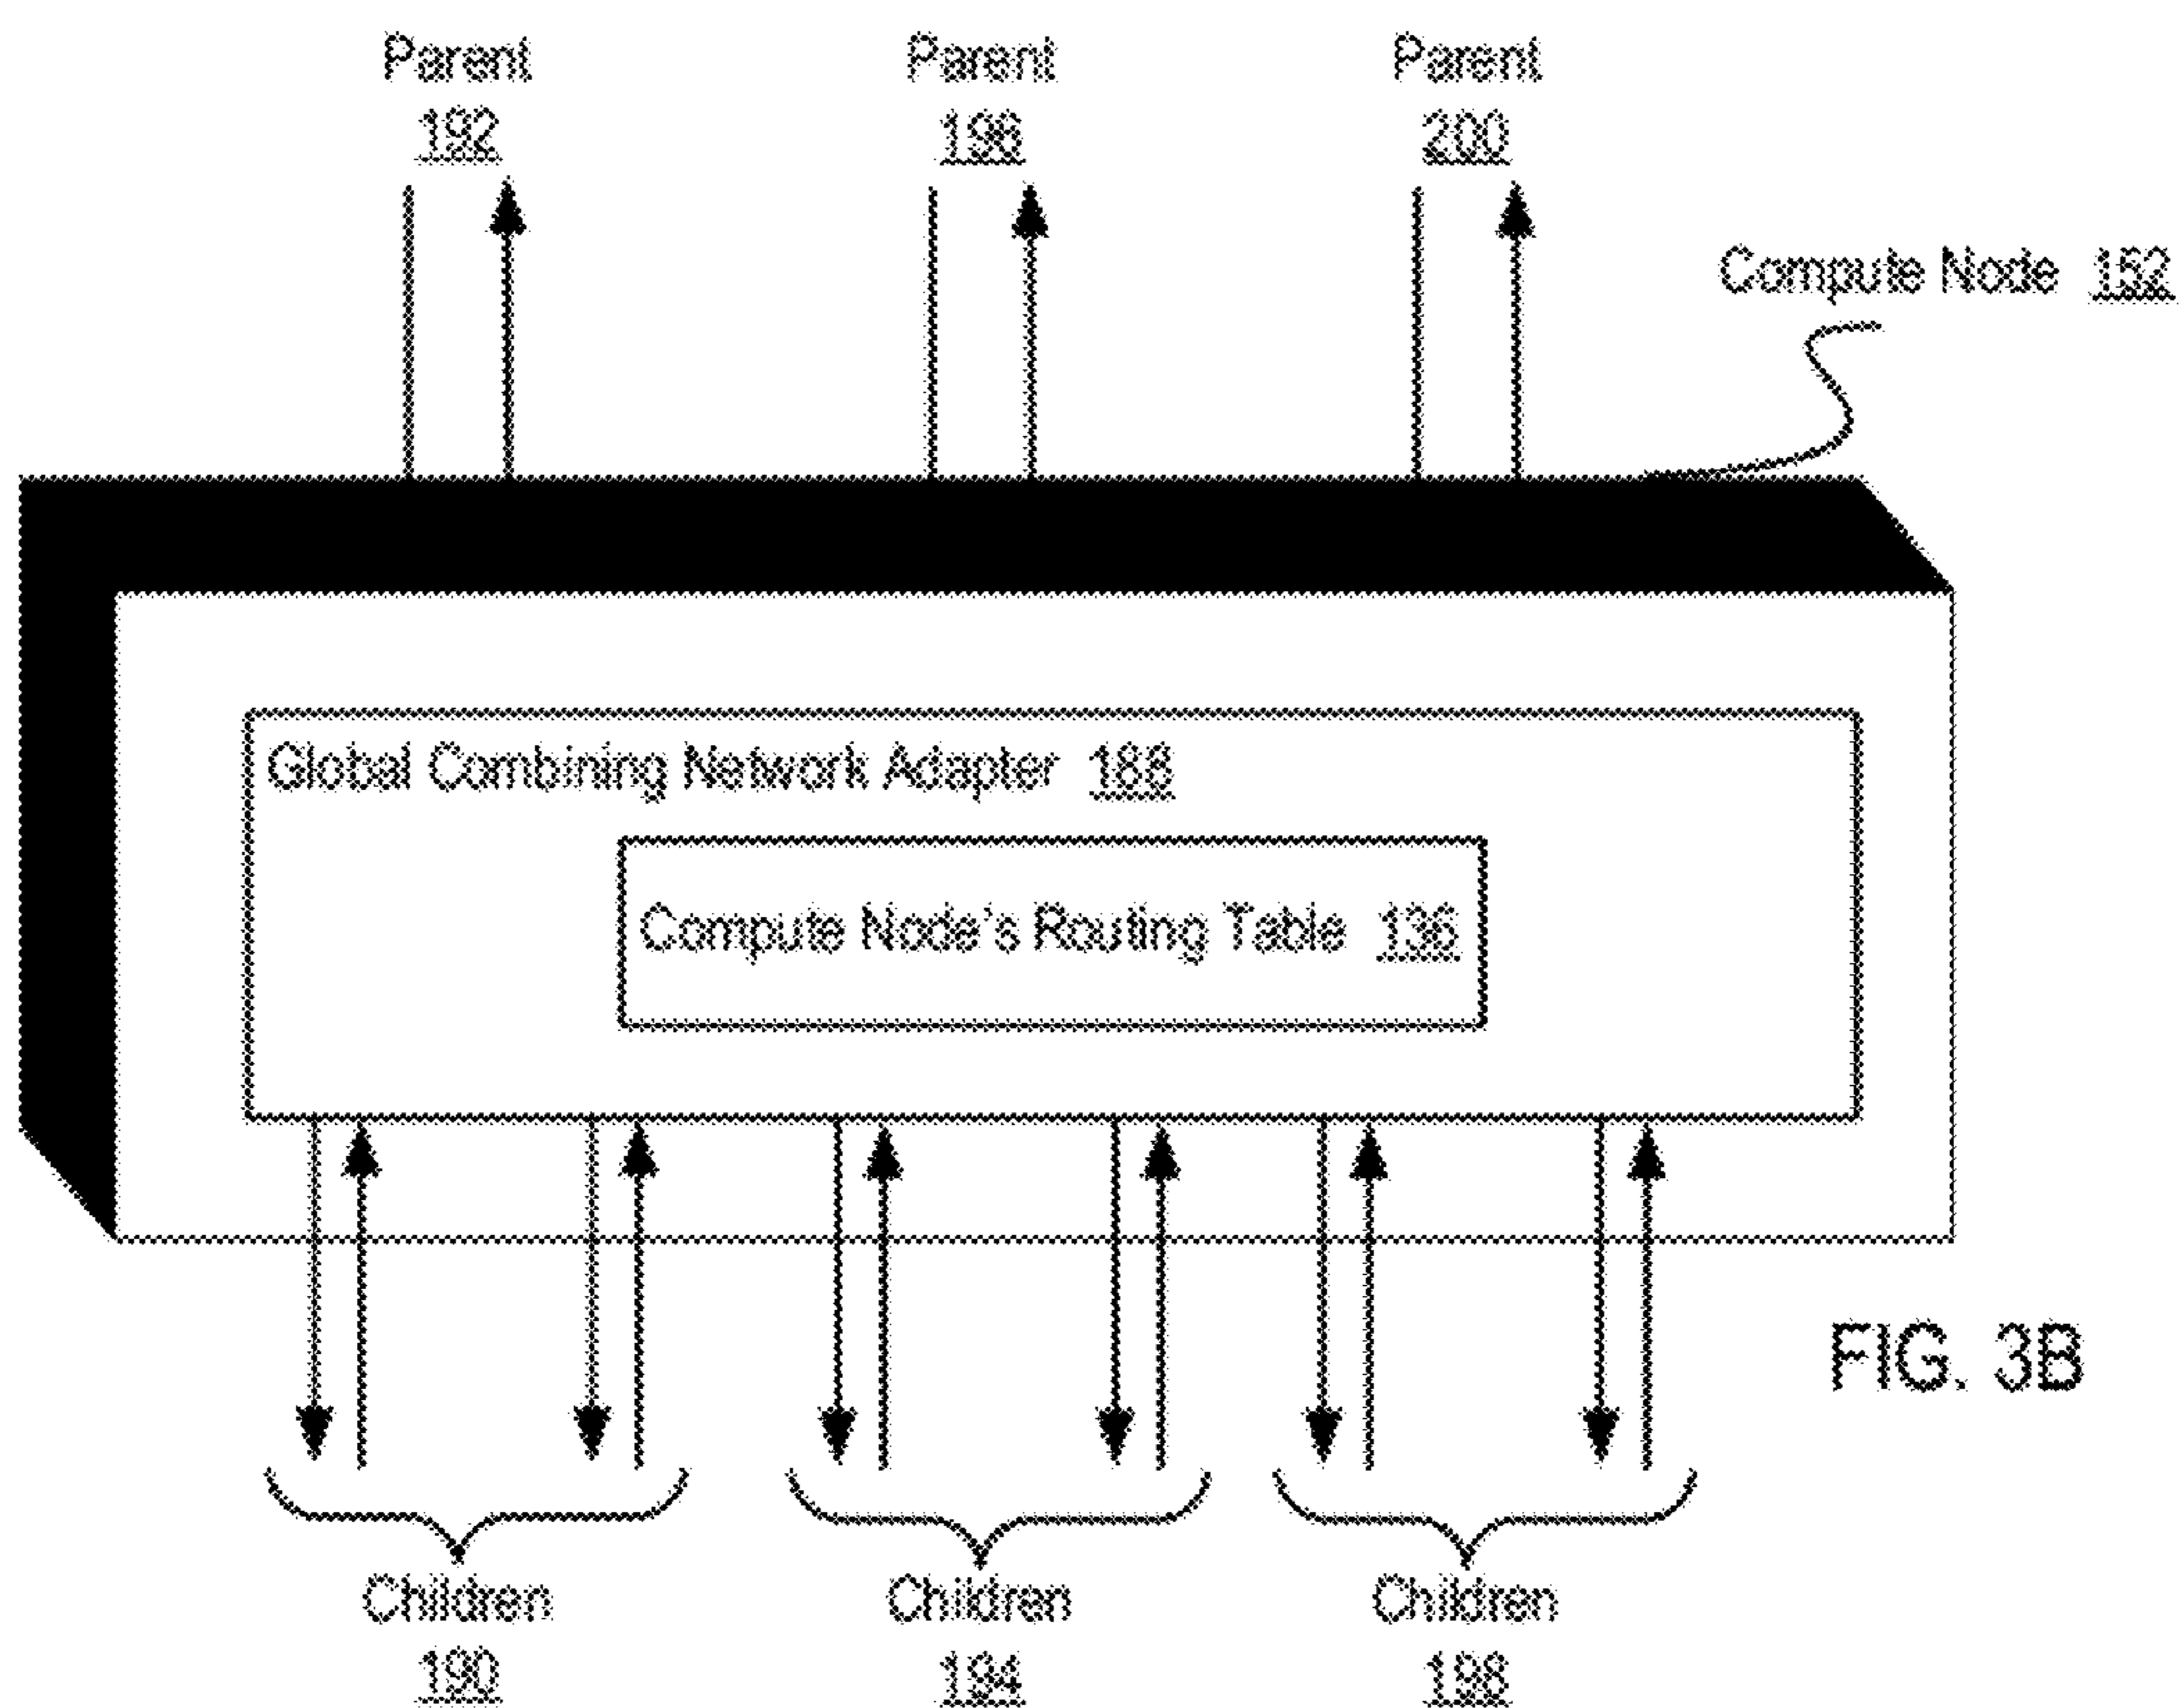 Parent Parent Parent
192 196 200
Compute Node 152
Global Combining Network Adapter 188
Compute Node's Routing Table 136
FIG. 3B
Children Children Children
190 194 198